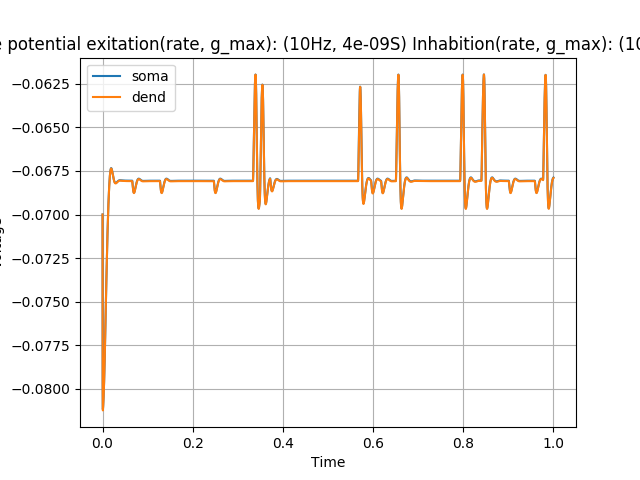 e potential exitation(rate, g_max): (10Hz, 4e-09S) Inhabition(rate, g_max): (10
soma
dend
−0.0625
−0.0650
−0.0675
−0.0700
−0.0725
−0.0750
−0.0775
−0.0800
0.0 0.2 0.4 0.6 0.8 1.0
Time